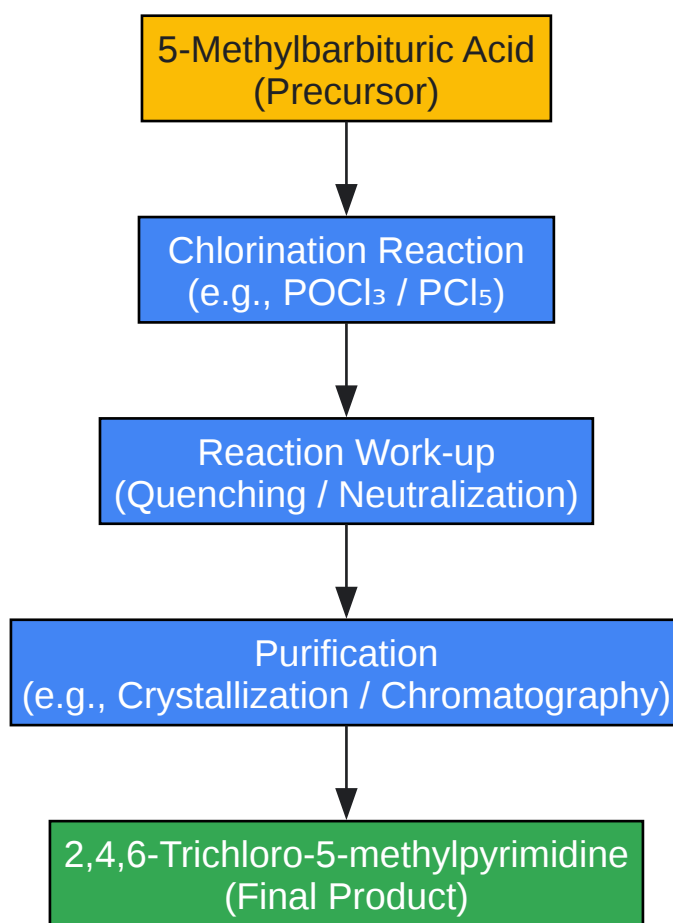 5-Methylbarbituric Acid
(Precursor)
Chlorination Reaction
(e.g., POCl₃ / PCl₅)
Reaction Work-up
(Quenching / Neutralization)
Purification
(e.g., Crystallization / Chromatography)
2,4,6-Trichloro-5-methylpyrimidine
(Final Product)